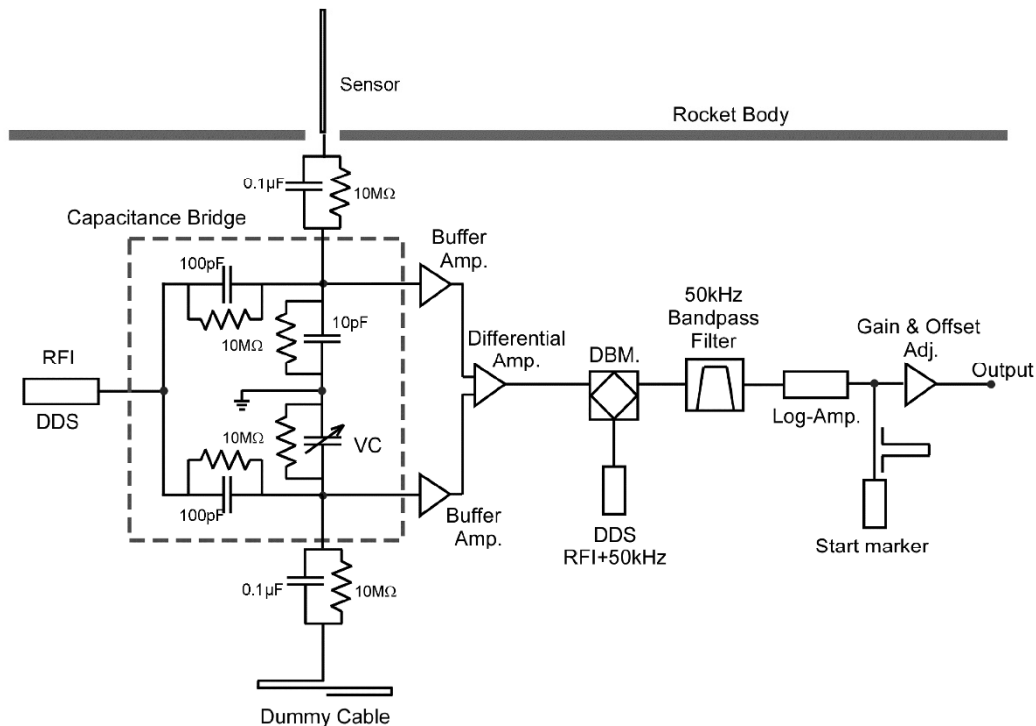 Sensor
Rocket Body
0.1µF
10MΩ
Capacitance Bridge
100pF
Buffer
Amp.
10MΩ
10pF
50kHz
Bandpass
Filter
Gain & Offset
Adj.
RFI
DDS
Differential
Amp.
DBM.
Output
Log-Amp.
10MΩ
VC
100pF
Buffer
Amp.
DDS
RFI+50kHz
Start marker
0.1µF
10MΩ
Dummy Cable